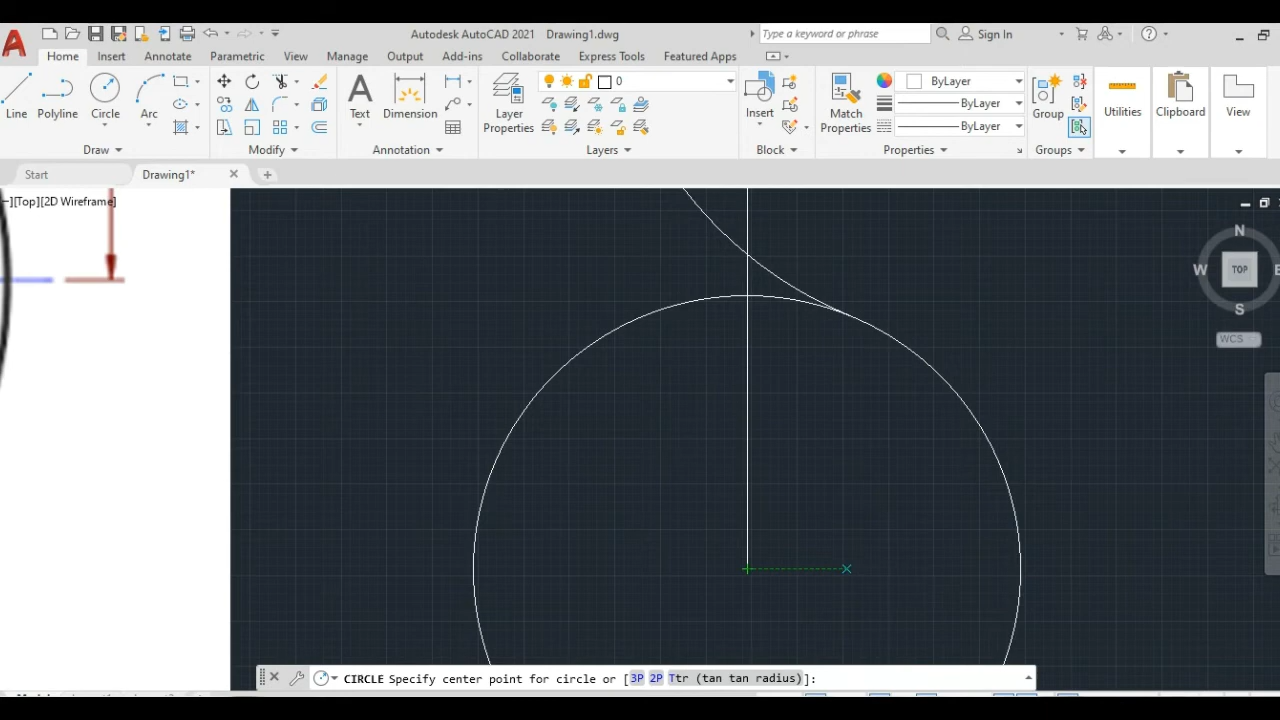 Autodesk AutoCAD 2021 Drawing1.dwg Type a keyword or phrase Sign In
Home Insert Annotate Parametric View Manage Output Add-ins Collaborate Express Tools Featured Apps
0 ByLayer
ByLayer
Line Polyline Circle Arc Text Dimension Layer Properties Insert Match Properties Group Utilities Clipboard View
ByLayer
Draw Modify Annotation Layers Block Properties Groups
Start Drawing1*
–][Top][2D Wireframe]
N
W TOP E
S
WCS
CIRCLE Specify center point for circle or [3P 2P Ttr (tan tan radius)]: